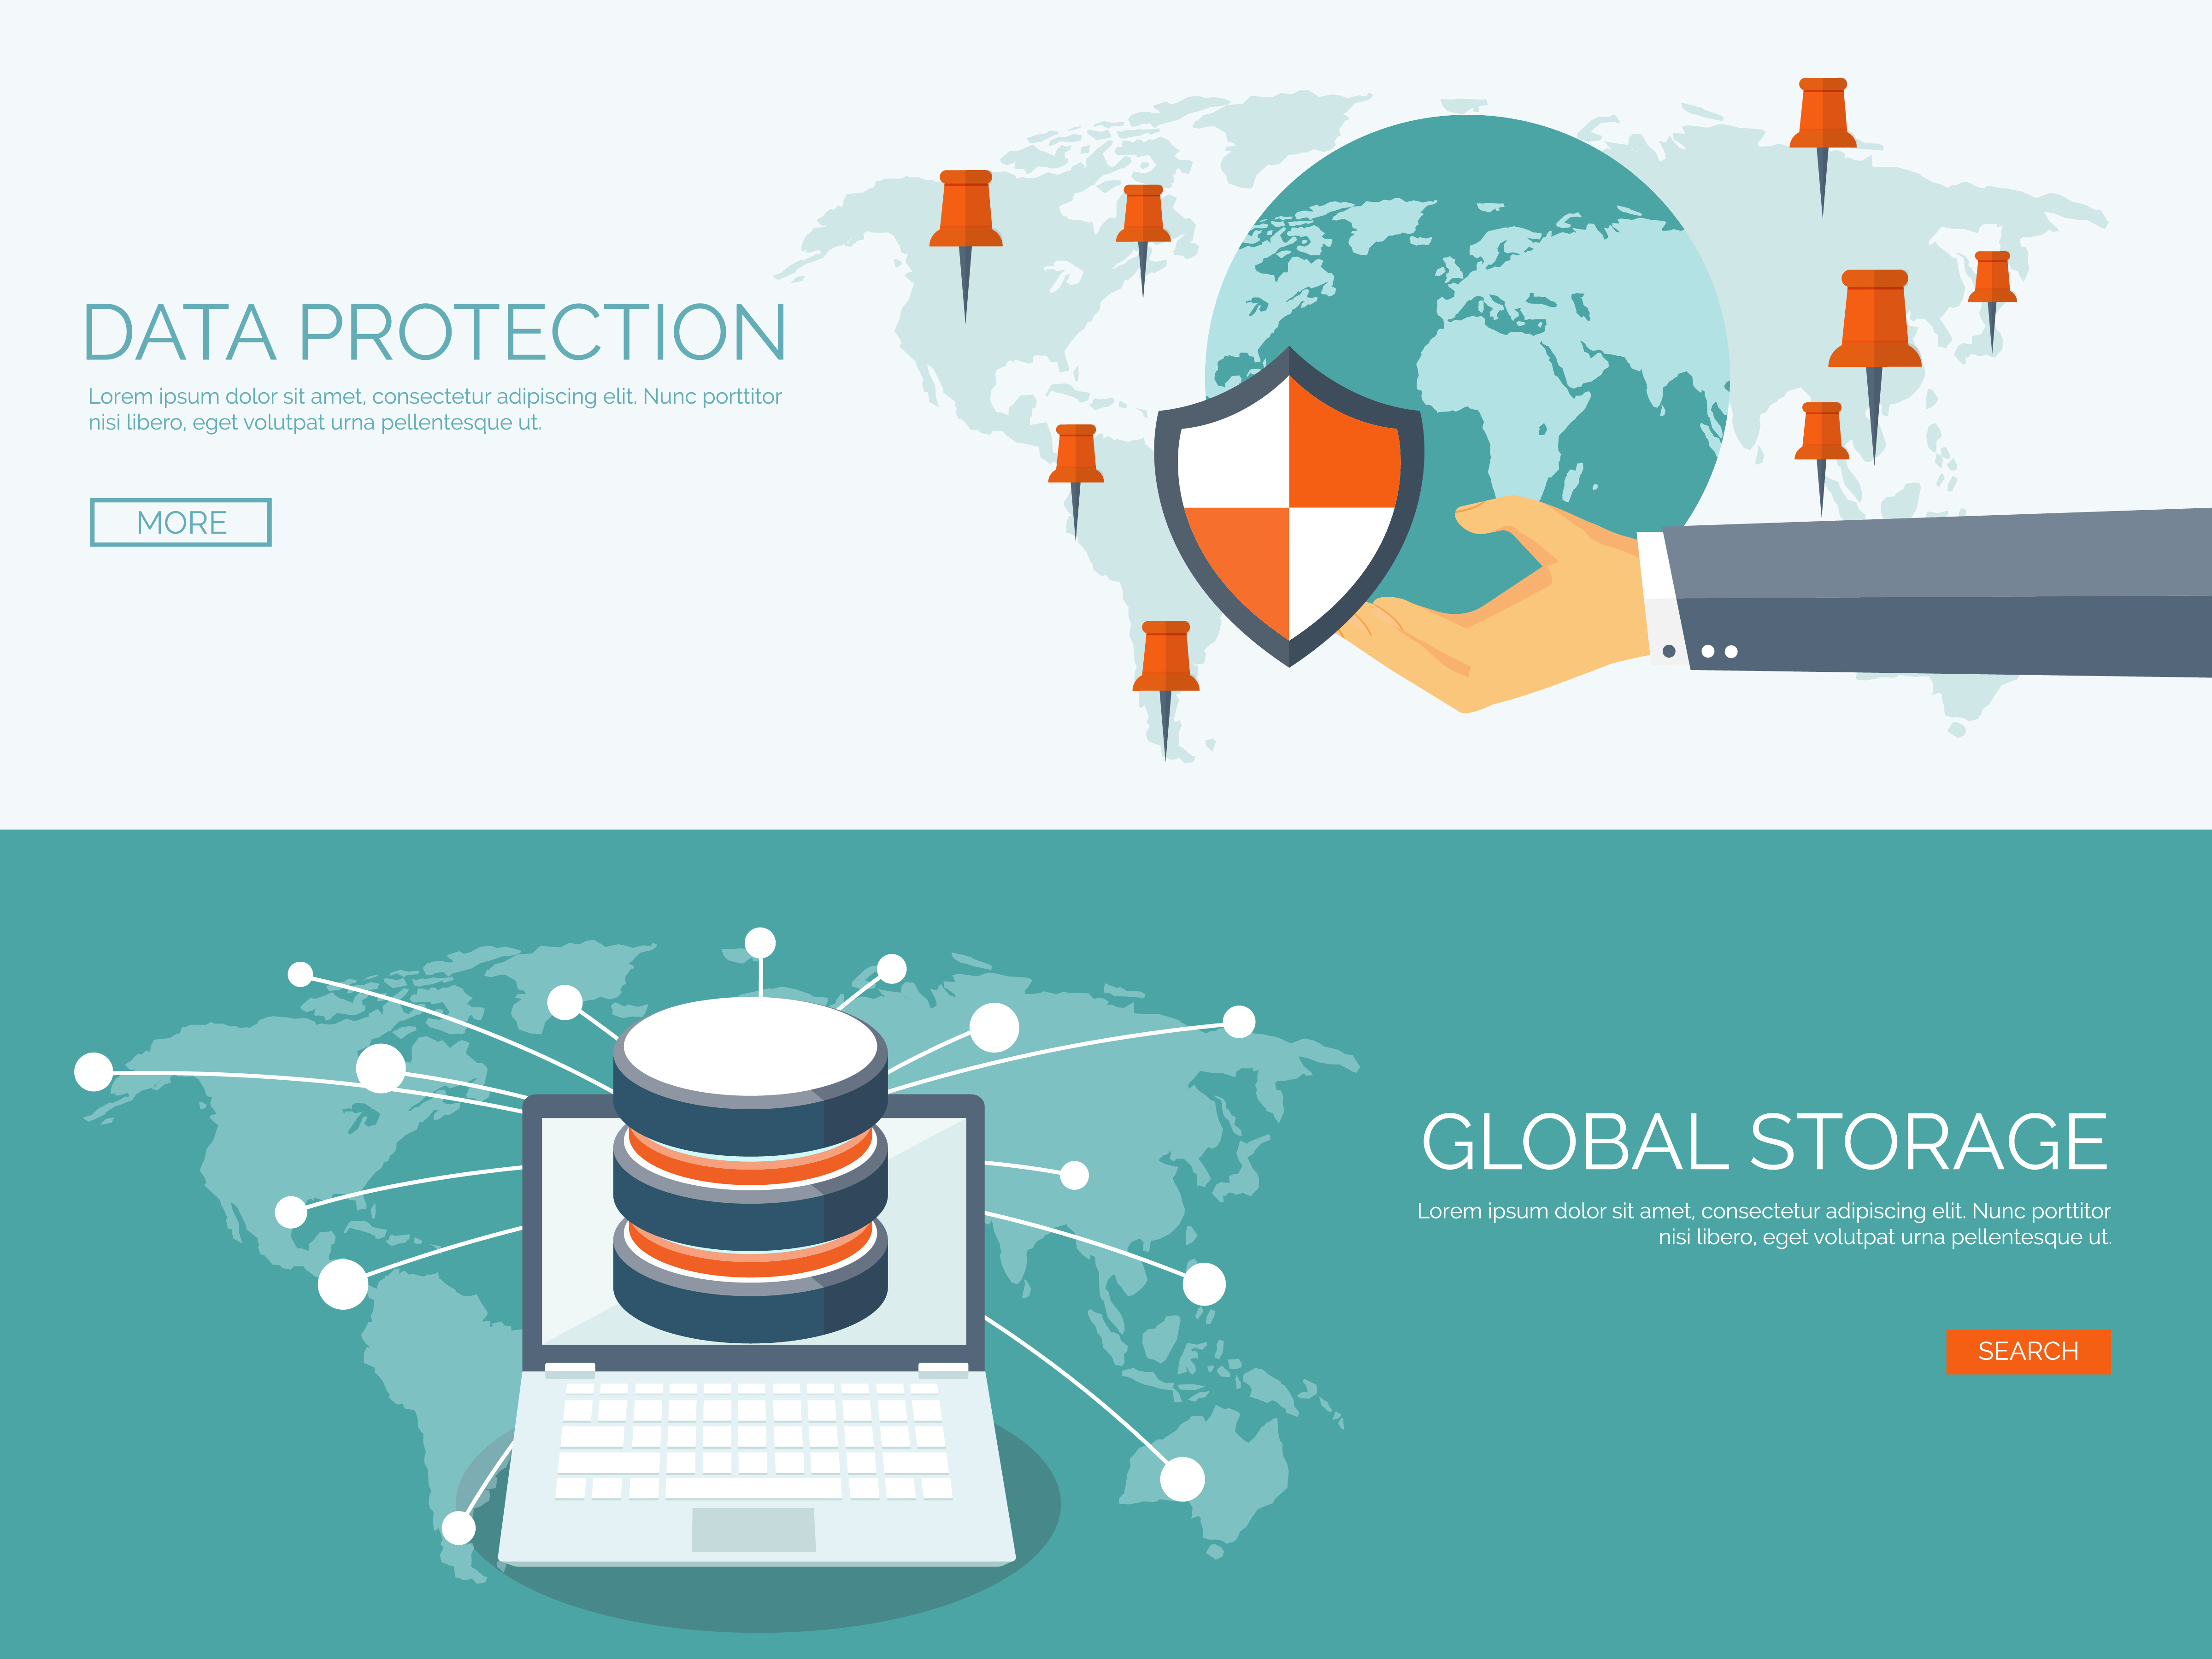 DATA PROTECTION
Lorem ipsum dolor sit amet, consectetur adipiscing elit. Nunc porttitor
nisi libero, eget volutpat urna pellentesque ut.
MORE
GLOBAL STORAGE
Lorem ipsum dolor sit amet, consectetur adipiscing elit. Nunc porttitor
nisi libero, eget volutpat urna pellentesque ut.
SEARCH